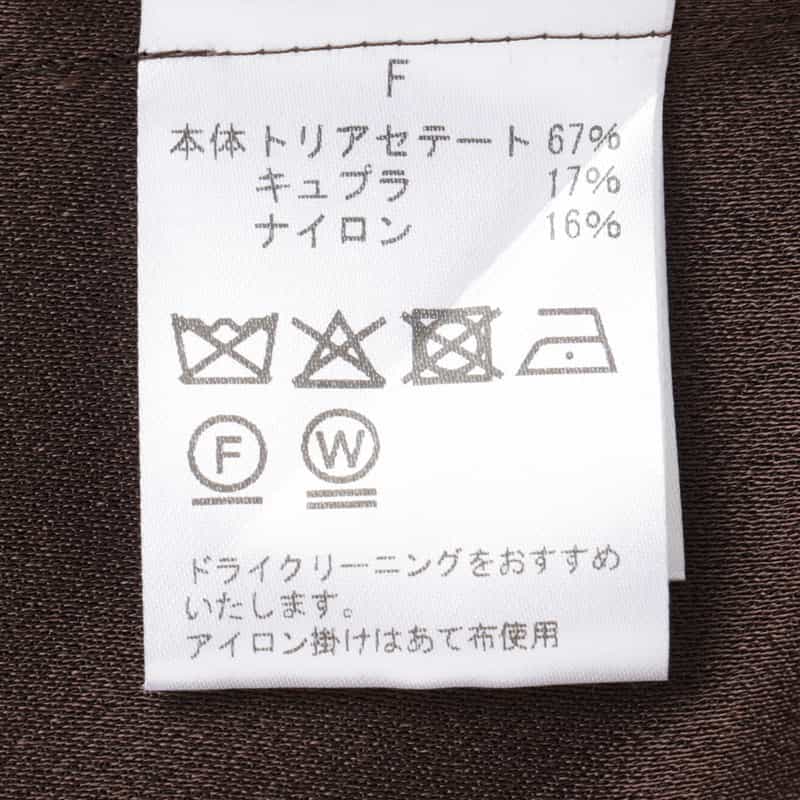 F
本体トリアセテート 67%
キュプラ 17%
ナイロン 16%
F W
ドライクリーニングをおすすめ
いたします。
アイロン掛けはあて布使用